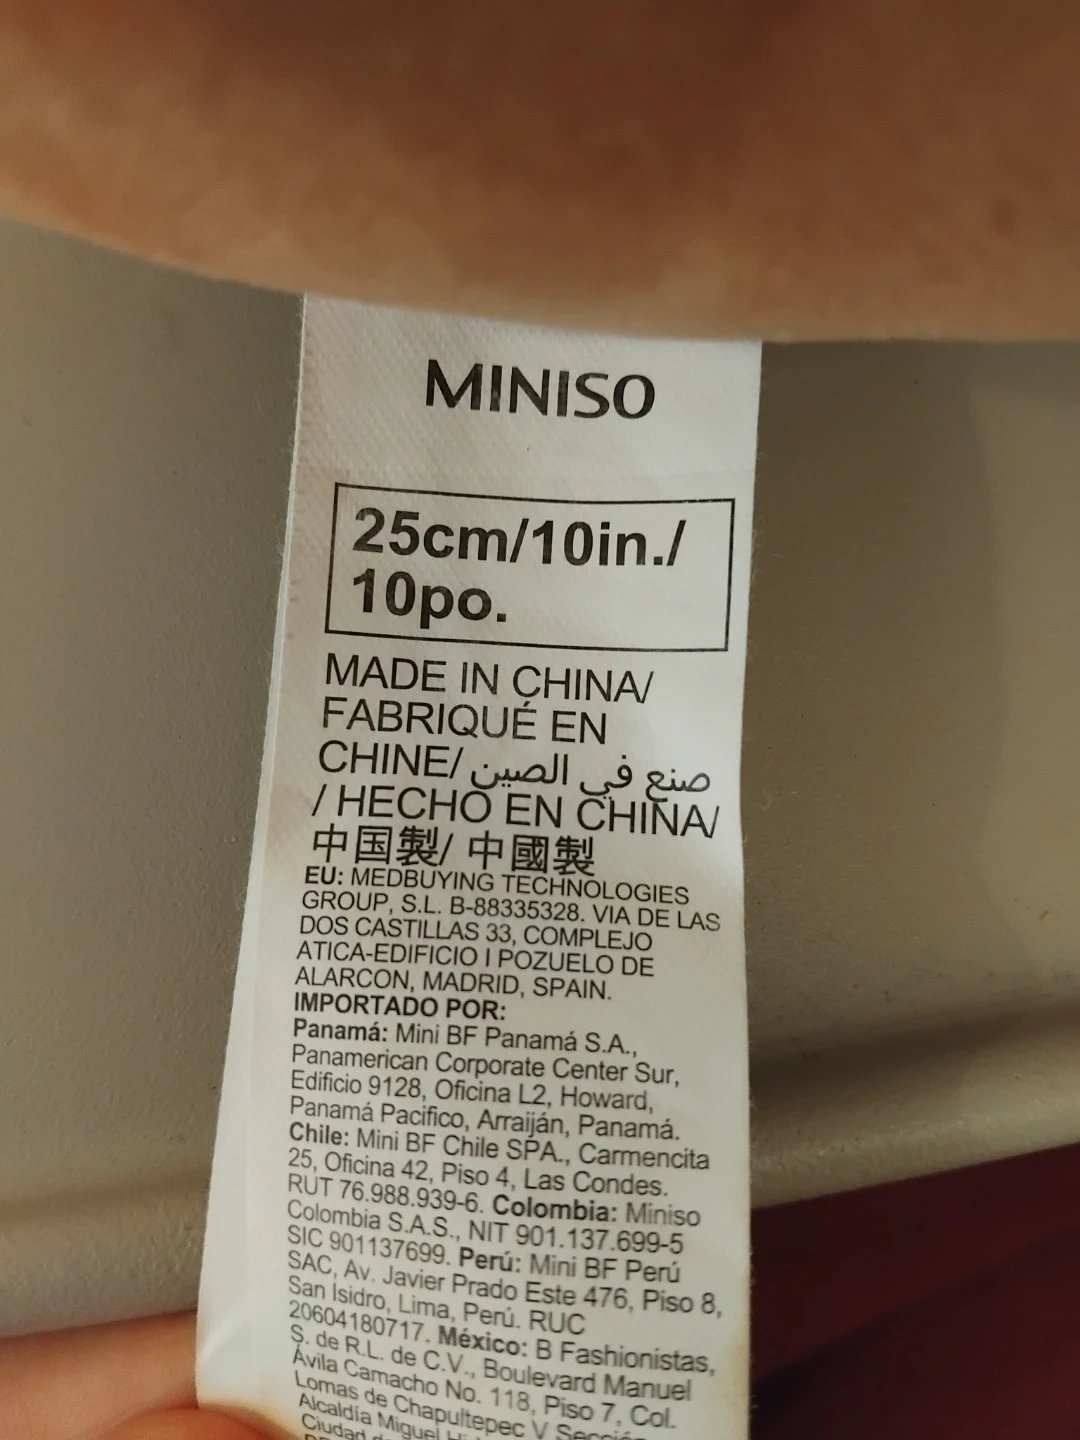 MINISO
25cm/10in./
10po.
MADE IN CHINA/
FABRIQUÉ EN
CHINE/ صنع في الصين
/ HECHO EN CHINA/
中国製/ 中國製
EU: MEDBUYING TECHNOLOGIES
GROUP, S.L. B-88335328. VIA DE LAS
DOS CASTILLAS 33, COMPLEJO
ATICA-EDIFICIO I POZUELO DE
ALARCON, MADRID, SPAIN.
IMPORTADO POR:
Panamá: Mini BF Panamá S.A.,
Panamerican Corporate Center Sur,
Edificio 9128, Oficina L2, Howard,
Panamá Pacifico, Arraiján, Panamá.
Chile: Mini BF Chile SPA., Carmencita
25, Oficina 42, Piso 4, Las Condes.
RUT 76.988.939-6. Colombia: Miniso
Colombia S.A.S., NIT 901.137.699-5
SIC 901137699. Perú: Mini BF Perú
SAC, Av. Javier Prado Este 476, Piso 8,
San Isidro, Lima, Perú. RUC
20604180717. México: B Fashionistas,
S. de R.L. de C.V., Boulevard Manuel
Ávila Camacho No. 118, Piso 7, Col.
Lomas de Chapultepec V Sección
Alcaldía Miguel
Ciudad